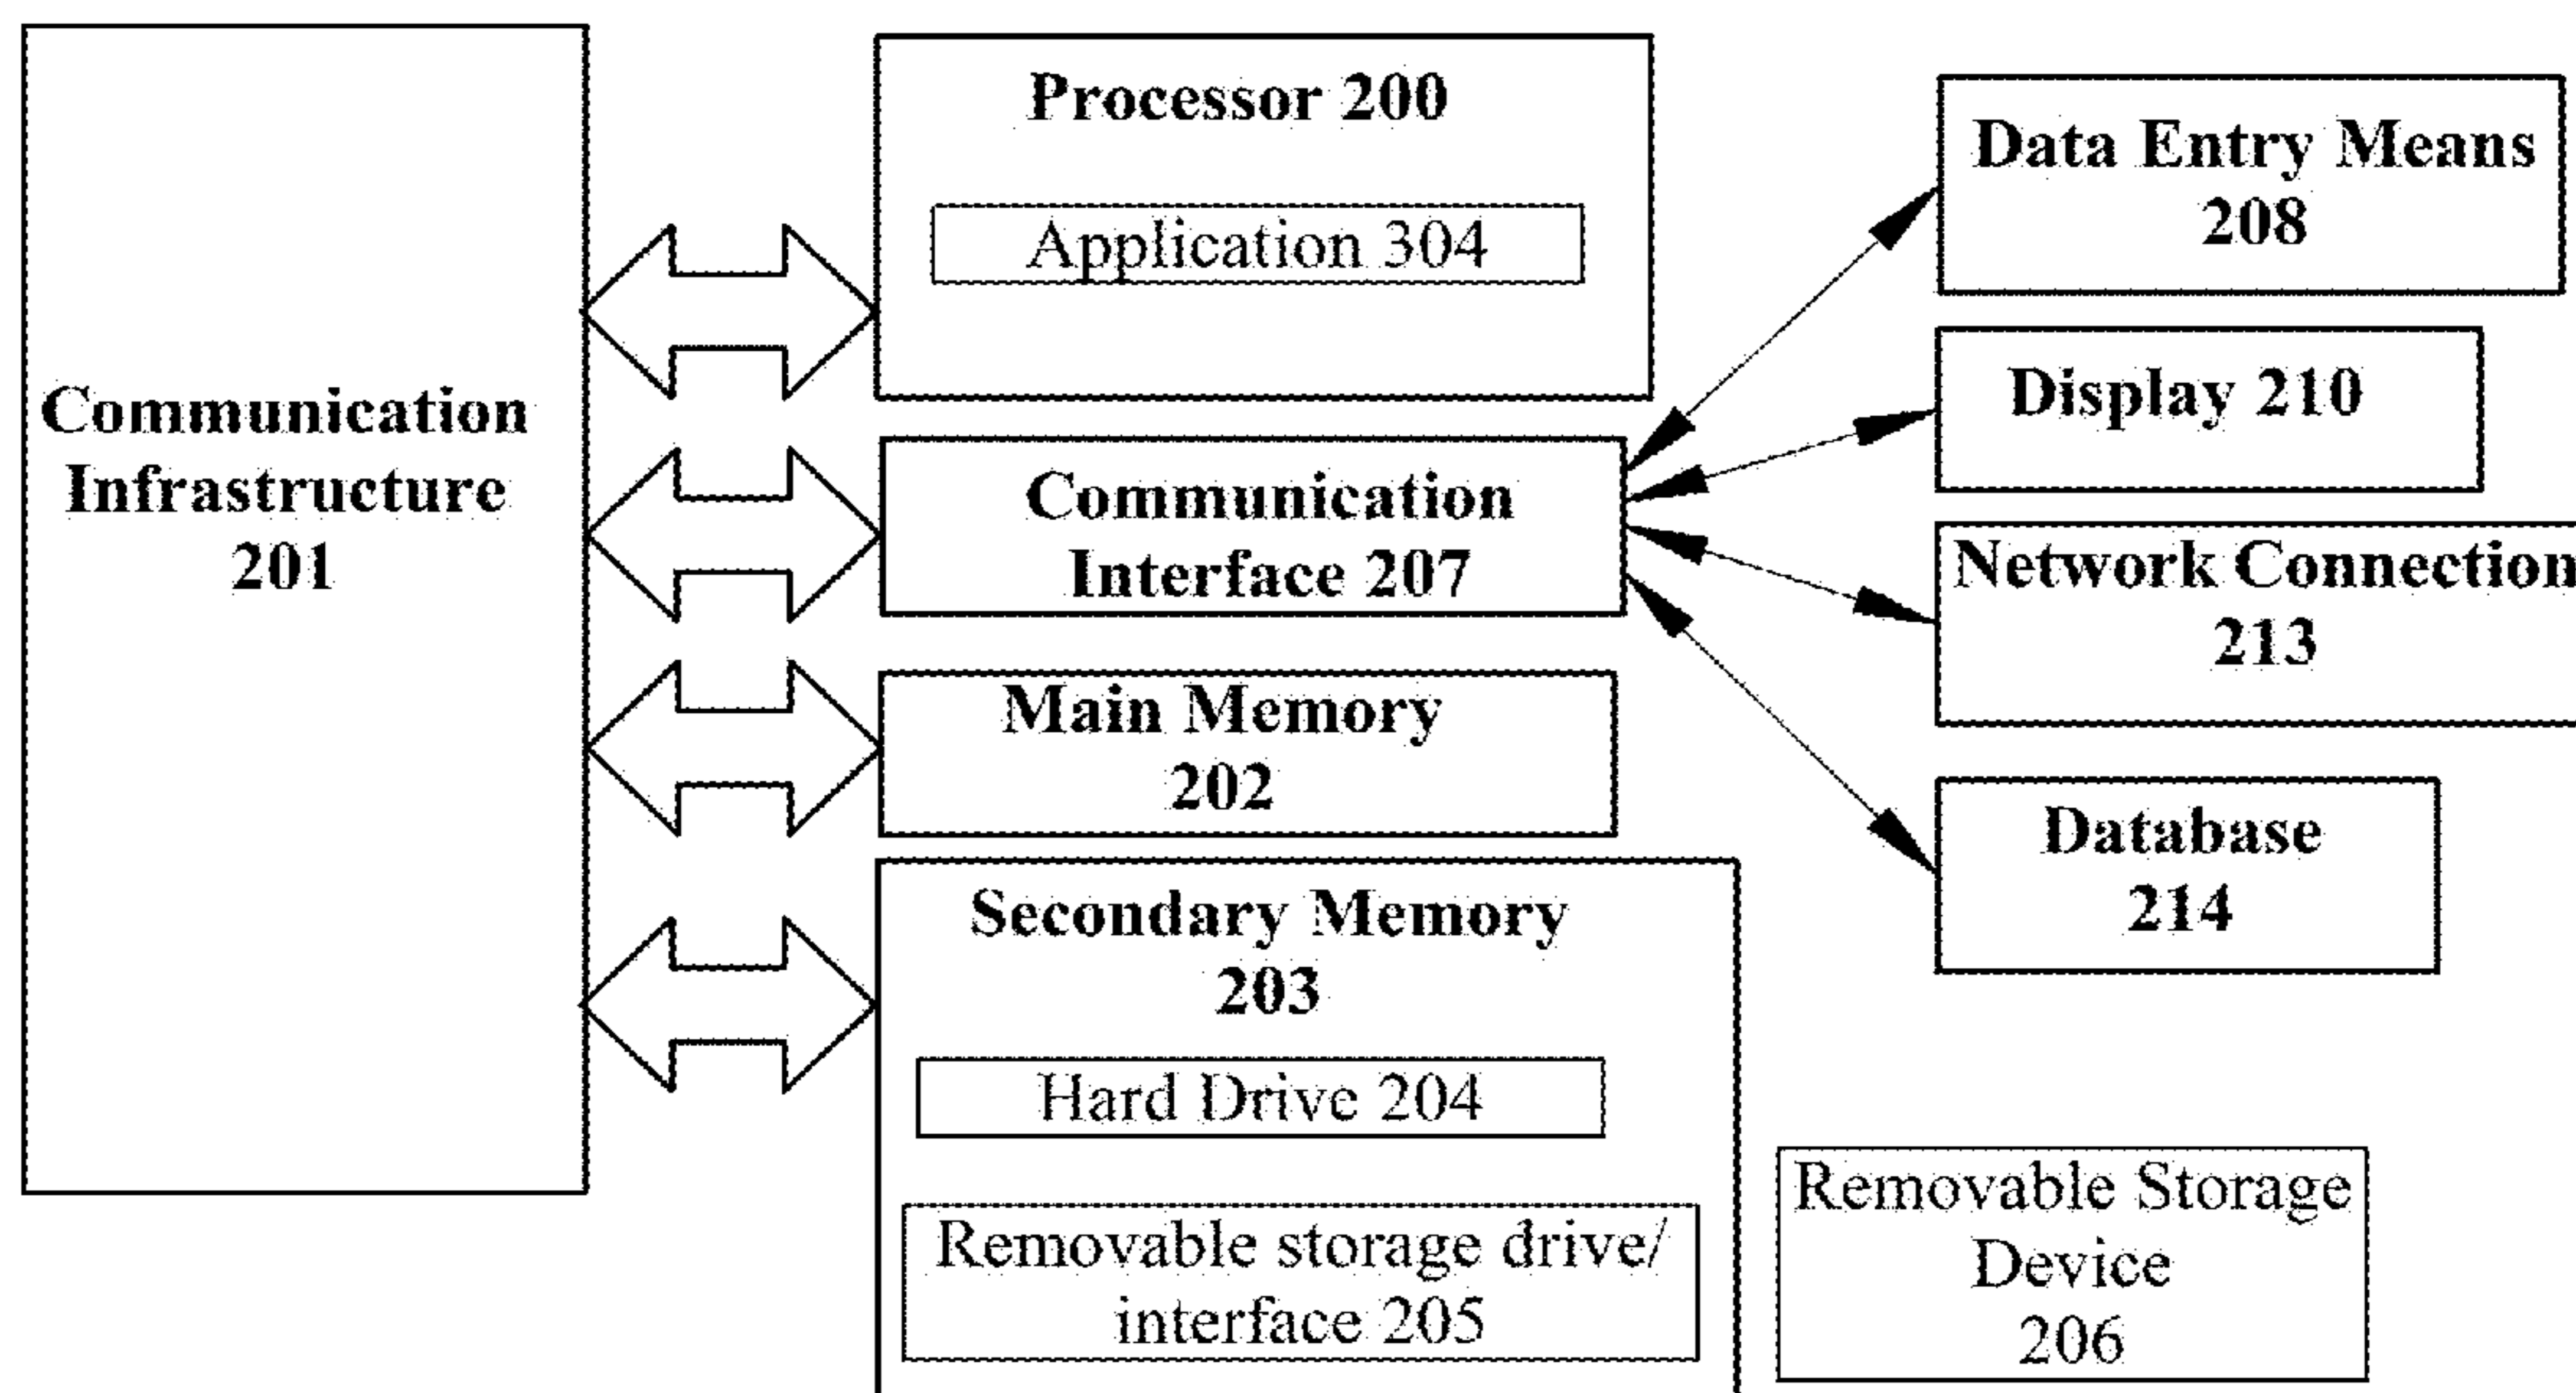 Communication
Infrastructure
201
Processor 200
Application 304
Communication
Interface 207
Main Memory
202
Secondary Memory
203
Hard Drive 204
Removable storage drive/
interface 205
Data Entry Means
208
Display 210
Network Connection
213
Database
214
Removable Storage
Device
206